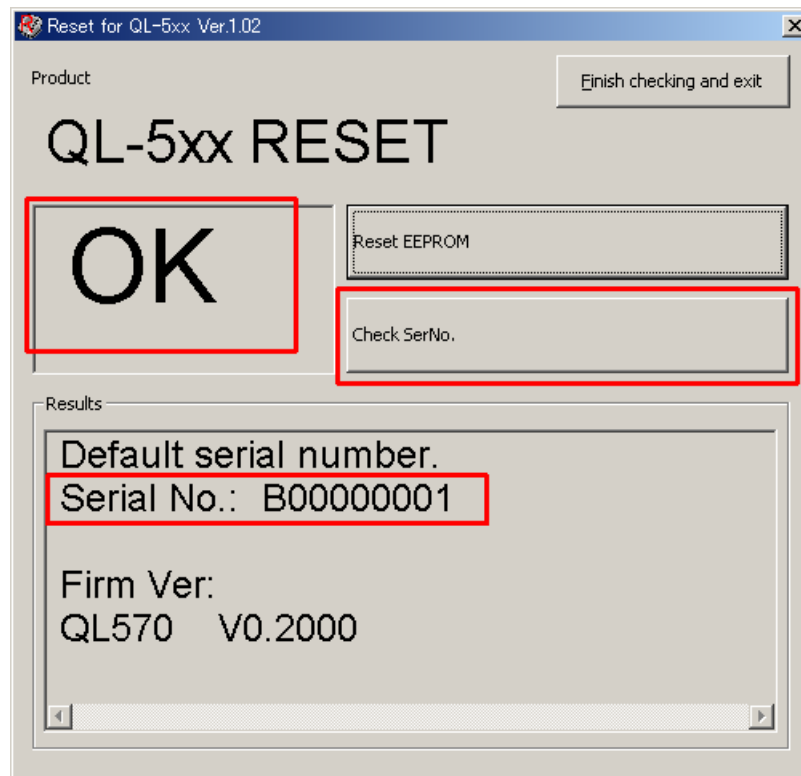 Reset for QL-5xx Ver.1.02
Product
Finish checking and exit
QL-5xx RESET
OK
Reset EEPROM
Check SerNo.
Results
Default serial number.
Serial No.: B00000001
Firm Ver:
QL570 V0.2000